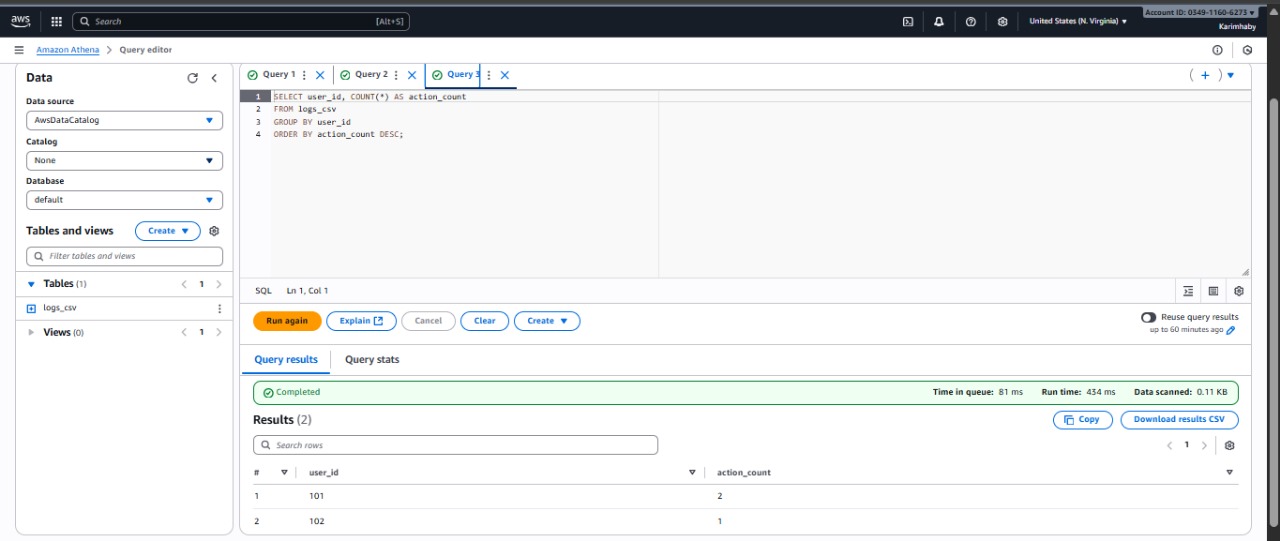 aws
Search
[Alt+S]
United States (N. Virginia)
Account ID: 0349-1160-6273
Karimhaby
Amazon Athena
Query editor
Data
Data source
AwsDataCatalog
Catalog
None
Database
default
Tables and views
Create
Filter tables and views
Tables (1)
1
logs_csv
Views (0)
1
Query 1
Query 2
Query 3
1 SELECT user_id, COUNT(*) AS action_count
2 FROM logs_csv
3 GROUP BY user_id
4 ORDER BY action_count DESC;
SQL Ln 1, Col 1
Run again
Explain
Cancel
Clear
Create
Reuse query results
up to 60 minutes ago
Query results
Query stats
Completed
Time in queue: 81 ms
Run time: 434 ms
Data scanned: 0.11 KB
Results (2)
Copy
Download results CSV
Search rows
1
# user_id action_count
1 101 2
2 102 1